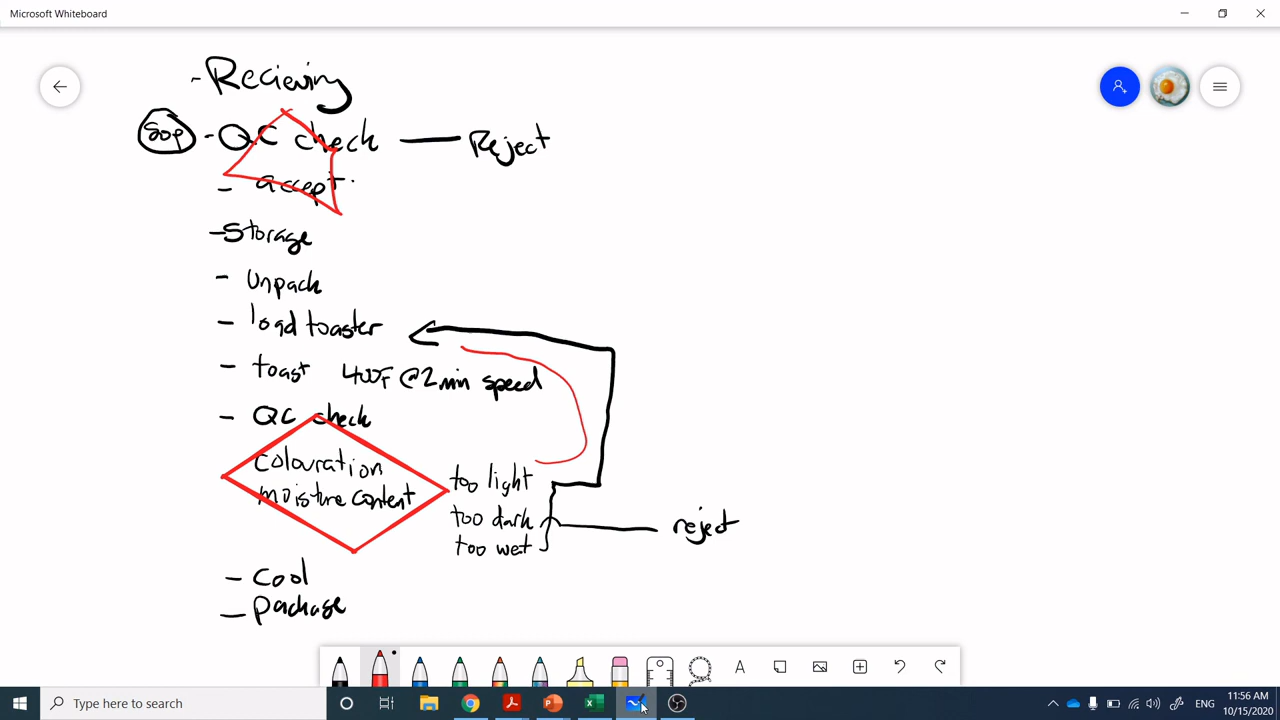 Microsoft Whiteboard
- Recieving
Sop - QC check — Reject
- accept
- Storage
- Unpack
- load toaster
- toast 400F @ 2 min speed
- QC check
Colouration
moisture content
too light
too dark
reject
too wet
- Cool
- Package
A
Type here to search
ENG
11:56 AM
10/15/2020